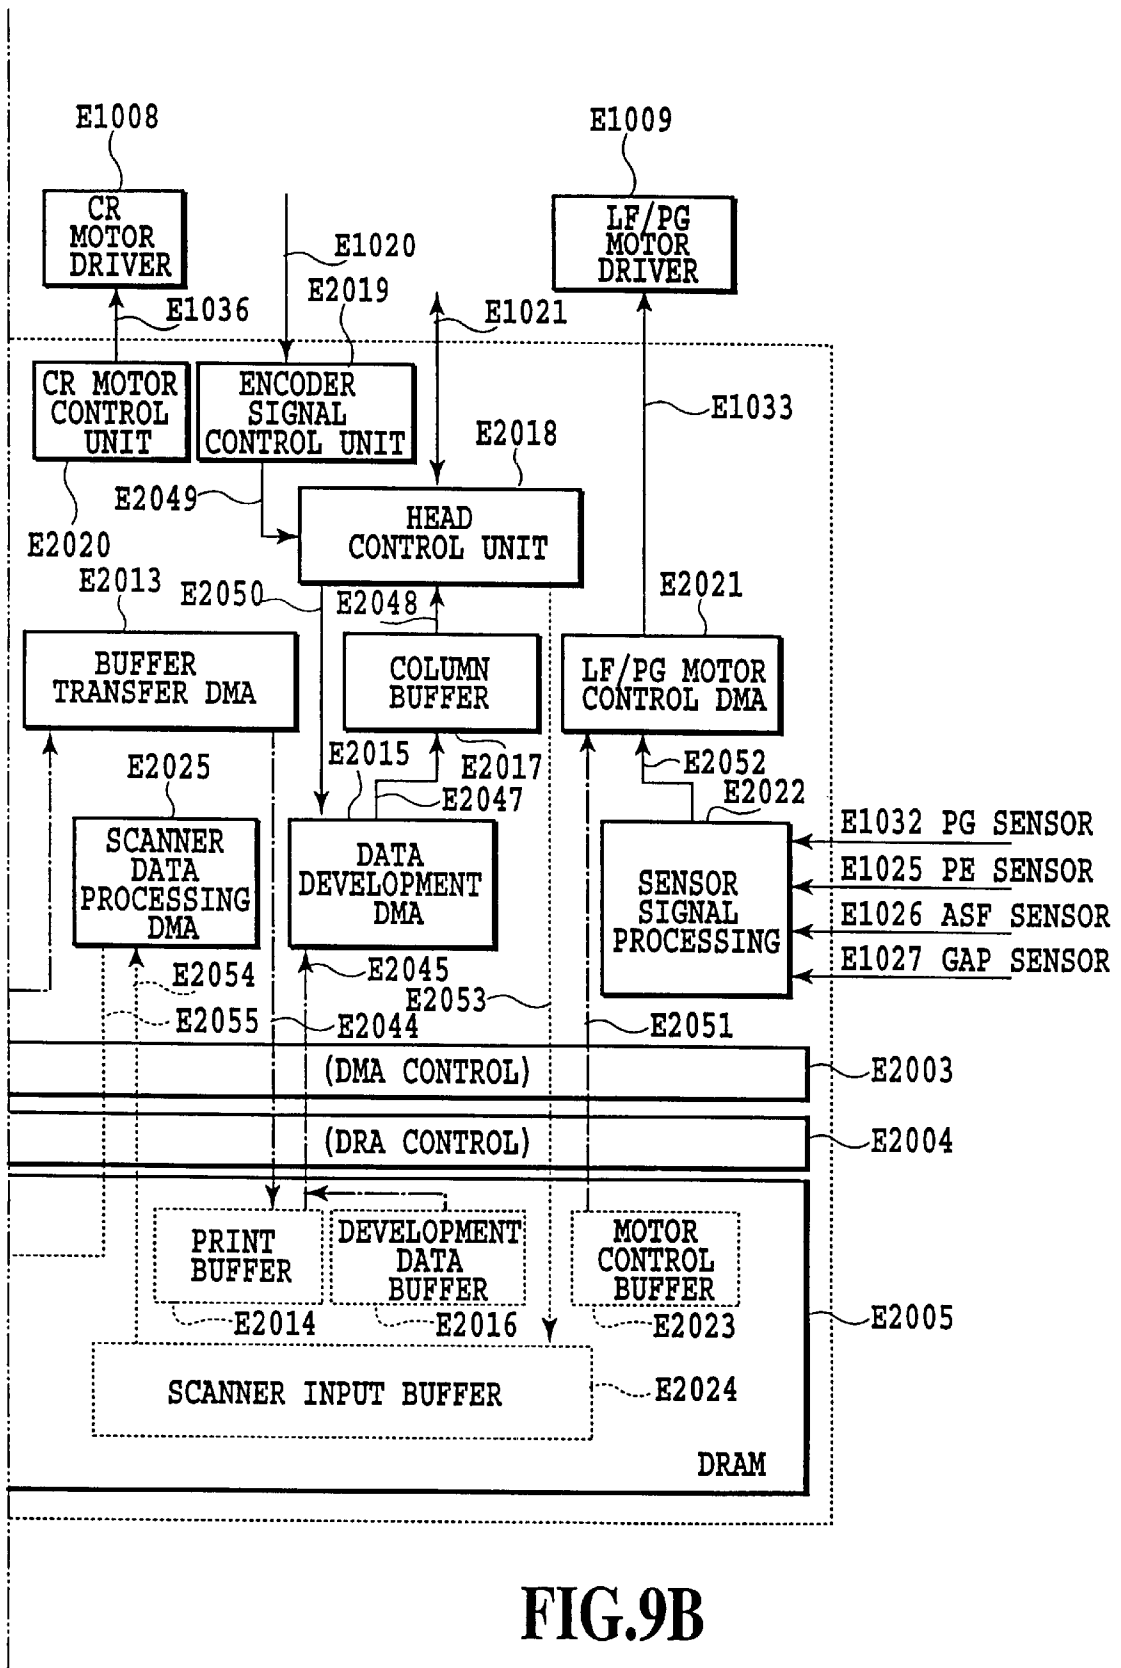 E1008
E1009
CR
MOTOR
DRIVER
LF/PG
MOTOR
DRIVER
E1020
E2019
E1036
E1021
CR MOTOR
CONTROL
UNIT
ENCODER
SIGNAL
CONTROL UNIT
E1033
E2018
E2049
HEAD
CONTROL UNIT
E2020
E2013
E2050
E2048
E2021
BUFFER
TRANSFER DMA
COLUMN
BUFFER
LF/PG MOTOR
CONTROL DMA
E2025
E2015
E2017
E2047
E2052
E2022
SCANNER
DATA
PROCESSING
DMA
DATA
DEVELOPMENT
DMA
SENSOR
SIGNAL
PROCESSING
E1032 PG SENSOR
E1025 PE SENSOR
E1026 ASF SENSOR
E1027 GAP SENSOR
E2054
E2045
E2053
E2055
E2044
E2051
(DMA CONTROL)
E2003
(DRA CONTROL)
E2004
PRINT
BUFFER
DEVELOPMENT
DATA
BUFFER
MOTOR
CONTROL
BUFFER
E2014
E2016
E2023
E2005
SCANNER INPUT BUFFER
E2024
DRAM
FIG.9B